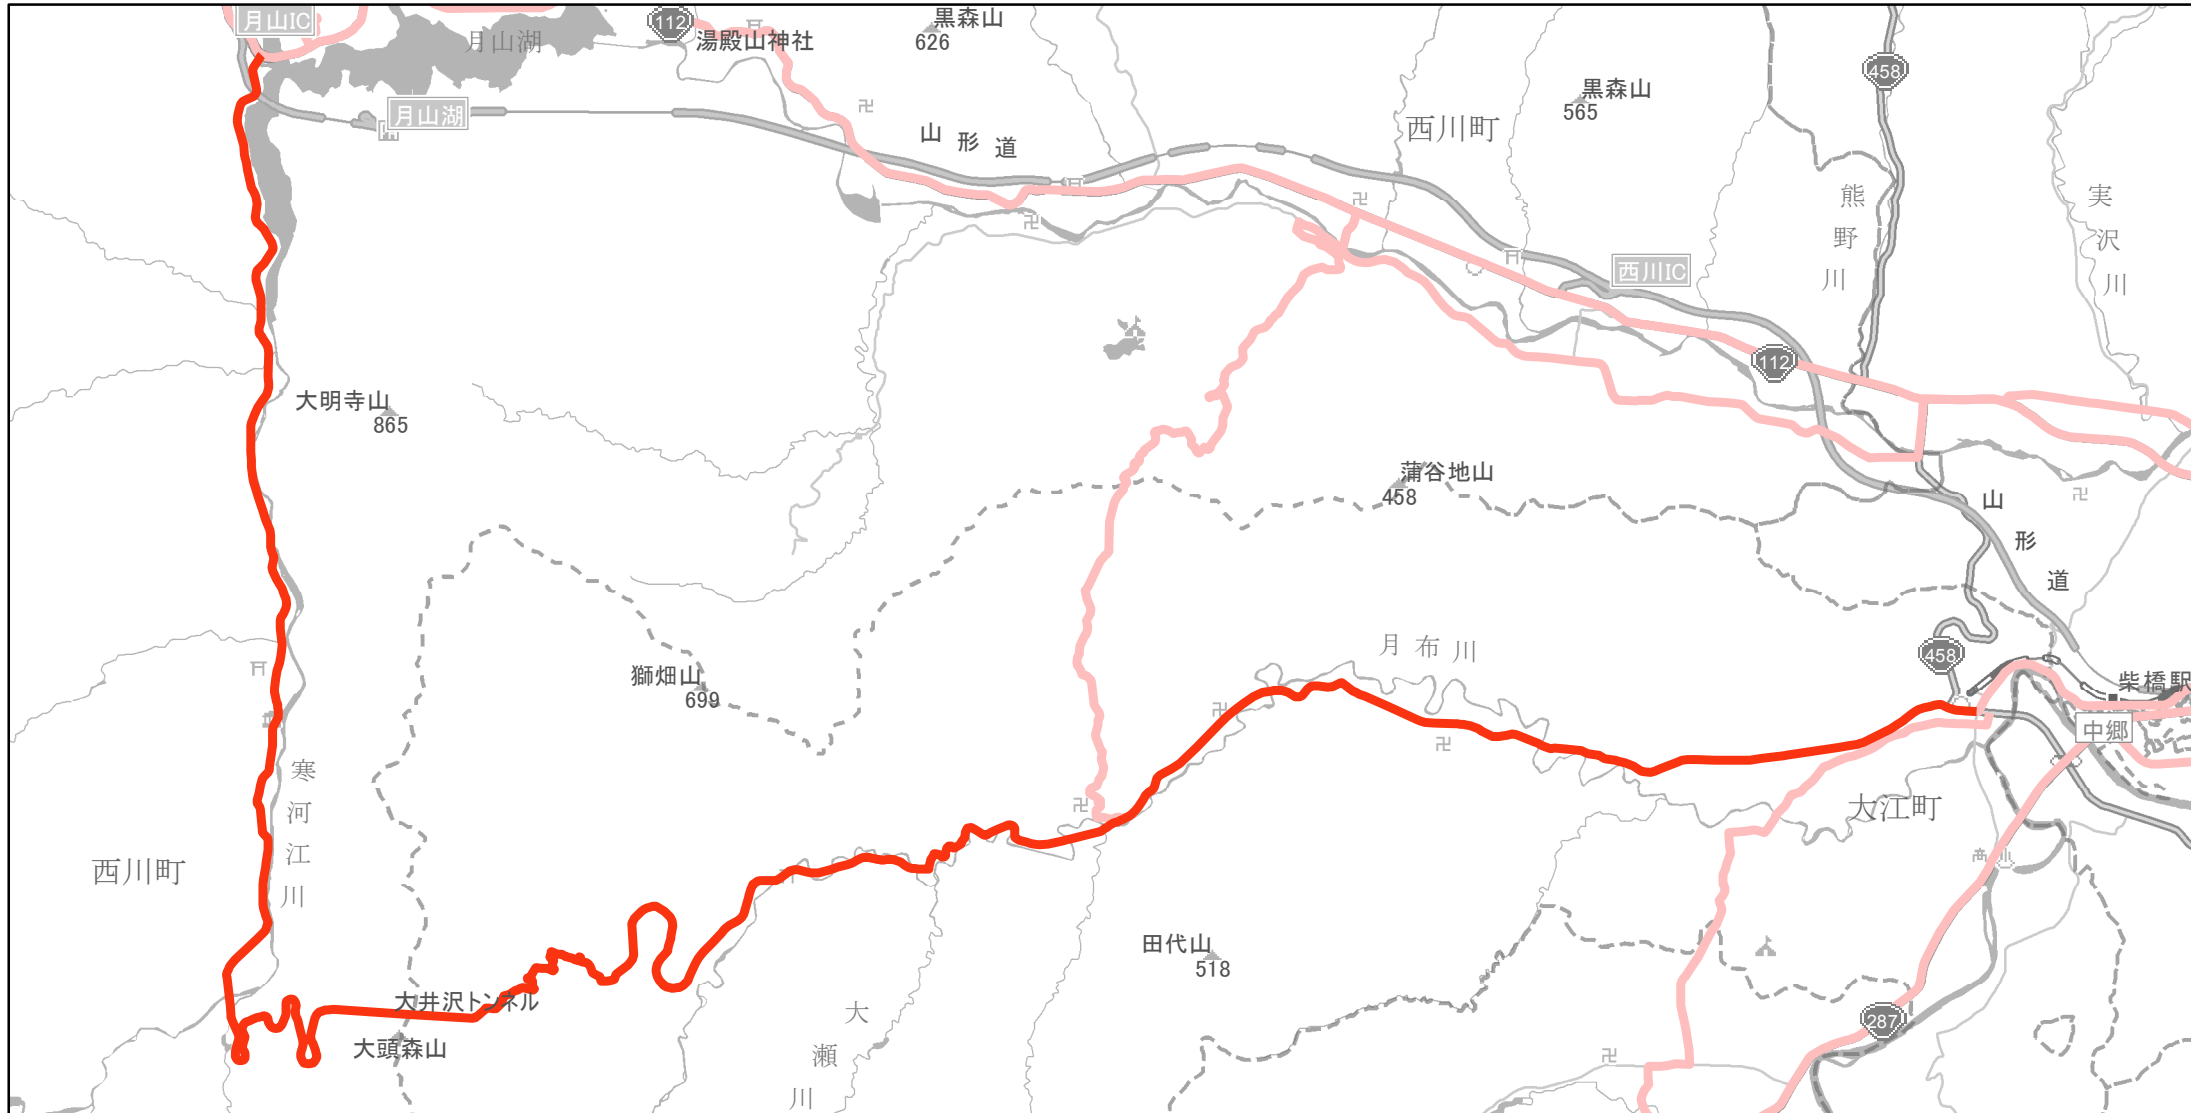 月山IC
月山湖
112
湯殿山神社
黒森山
626
月山湖
山形道
黒森山
565
西川町
458
熊野川
実沢川
西川IC
112
大明寺山
865
蒲谷地山
458
山形道
月布川
獅畑山
699
458
柴橋駅
中郷
寒河江川
大江町
西川町
田代山
518
大井沢トンネル
大頭森山
大瀬川
287